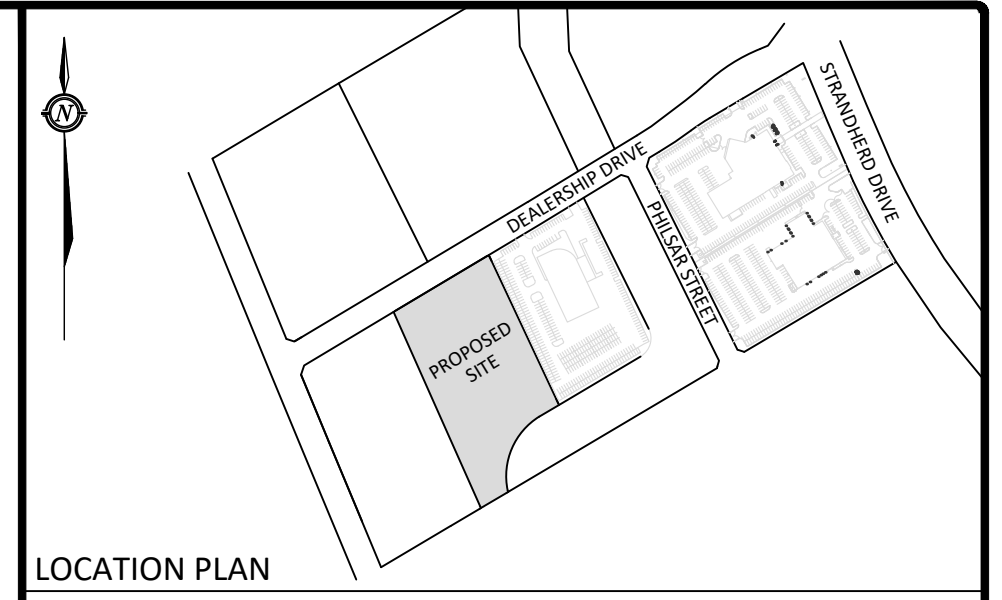 N
STRANDHERD DRIVE
DEALERSHIP DRIVE
PHILSAR STREET
PROPOSED
SITE
LOCATION PLAN